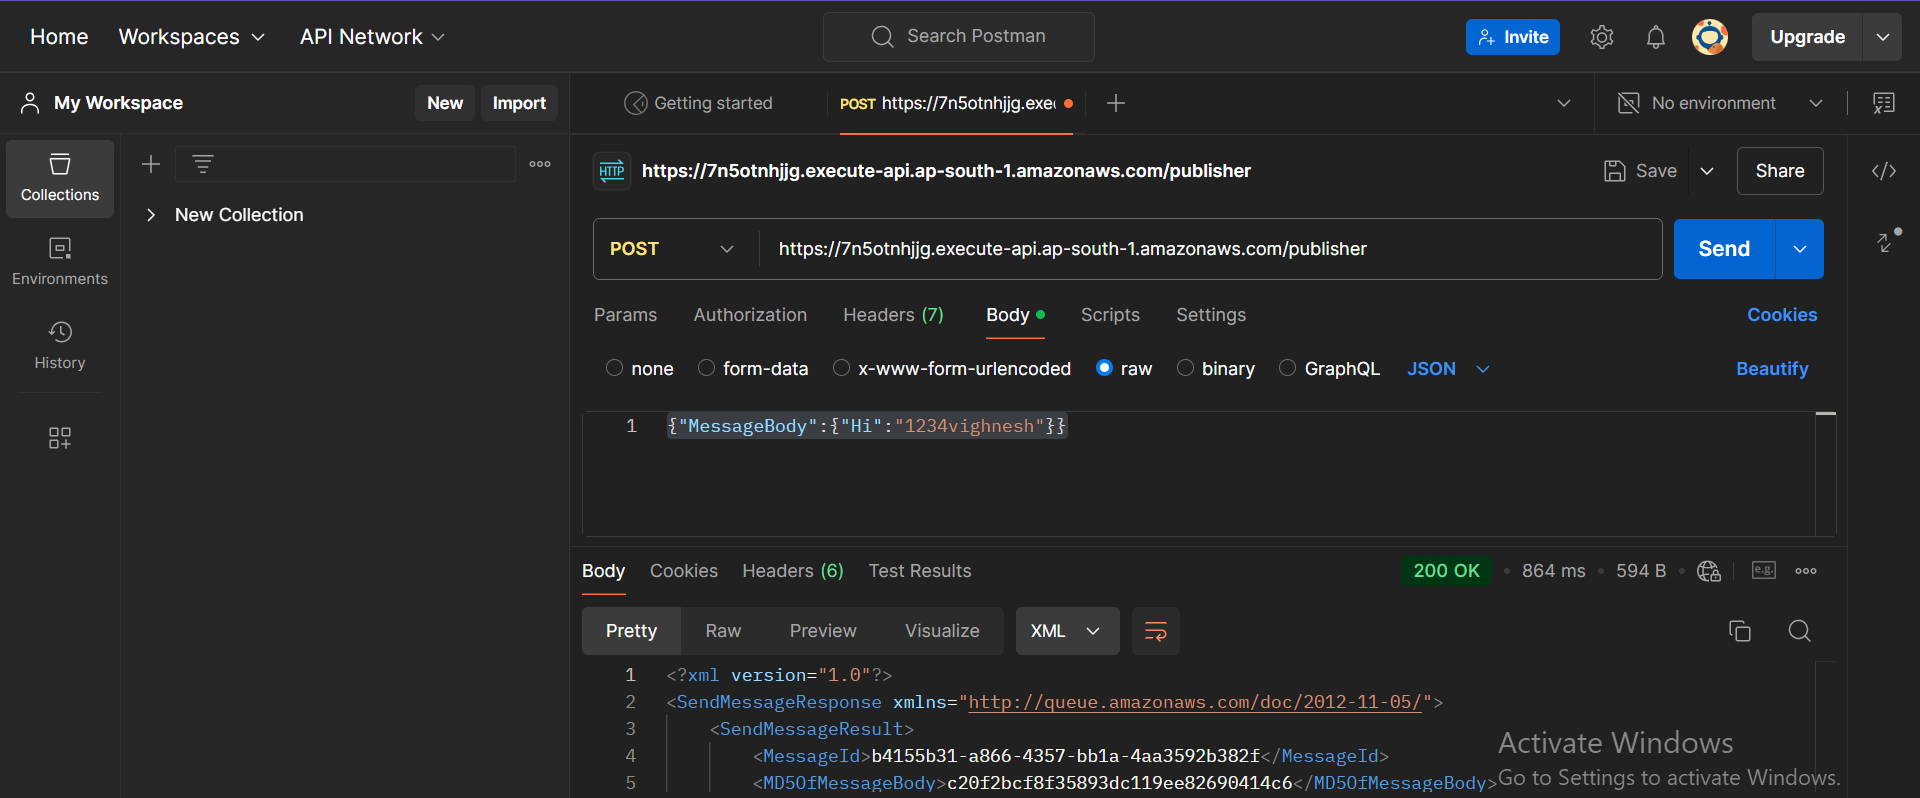 Home Workspaces API Network Search Postman Invite Upgrade
My Workspace New Import Getting started POST https://7n5otnhjjg.exec No environment
Collections
Environments
History
New Collection
HTTP https://7n5otnhjjg.execute-api.ap-south-1.amazonaws.com/publisher Save Share
POST https://7n5otnhjjg.execute-api.ap-south-1.amazonaws.com/publisher Send
Params Authorization Headers (7) Body Scripts Settings Cookies
none form-data x-www-form-urlencoded raw binary GraphQL JSON Beautify
1 {"MessageBody":{"Hi":"1234vighnesh"}}
Body Cookies Headers (6) Test Results 200 OK 864 ms 594 B e.g.
Pretty Raw Preview Visualize XML
1 <?xml version="1.0"?>
2 <SendMessageResponse xmlns="http://queue.amazonaws.com/doc/2012-11-05/">
3 <SendMessageResult>
4 <MessageId>b4155b31-a866-4357-bb1a-4aa3592b382f</MessageId>
5 <MD5OfMessageBody>c20f2bcf8f35893dc119ee82690414c6</MD5OfMessageBody>
Activate Windows
Go to Settings to activate Windows.